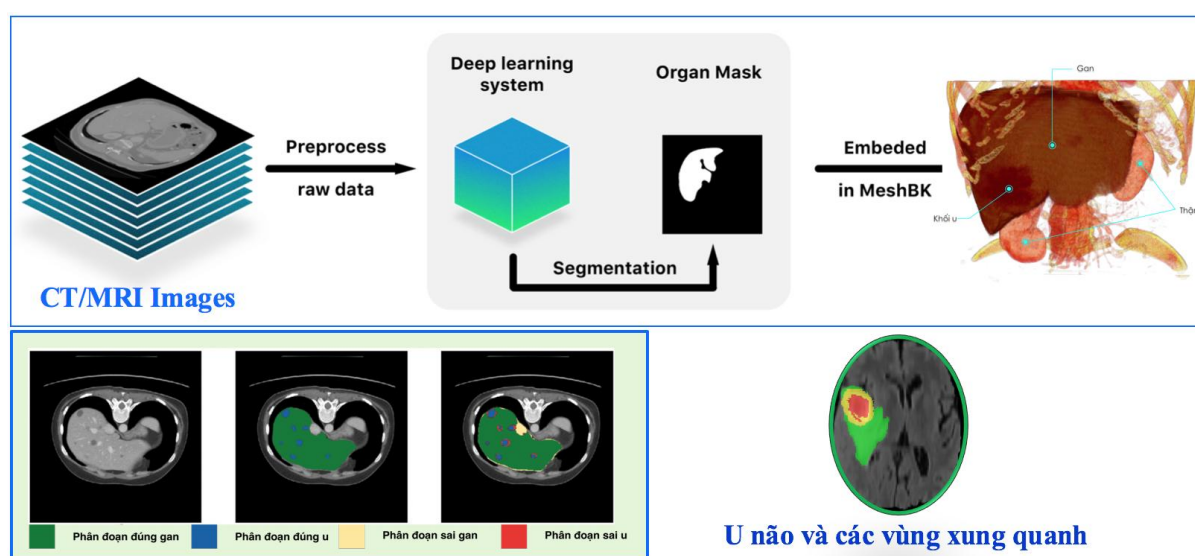 Deep learning
system
Organ Mask
Preprocess
raw data
Segmentation
Embeded
in MeshBK
Gan
Khối u
Thận
CT/MRI Images
Phân đoạn đúng gan
Phân đoạn đúng u
Phân đoạn sai gan
Phân đoạn sai u
U não và các vùng xung quanh